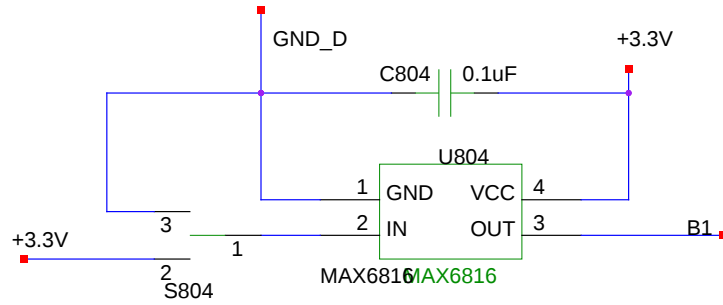 GND_D
+3.3V
C804 0.1uF
U804
1 GND VCC 4
2 IN OUT 3
3
+3.3V
1
B1
2
S804
MAX6816
MAX6816